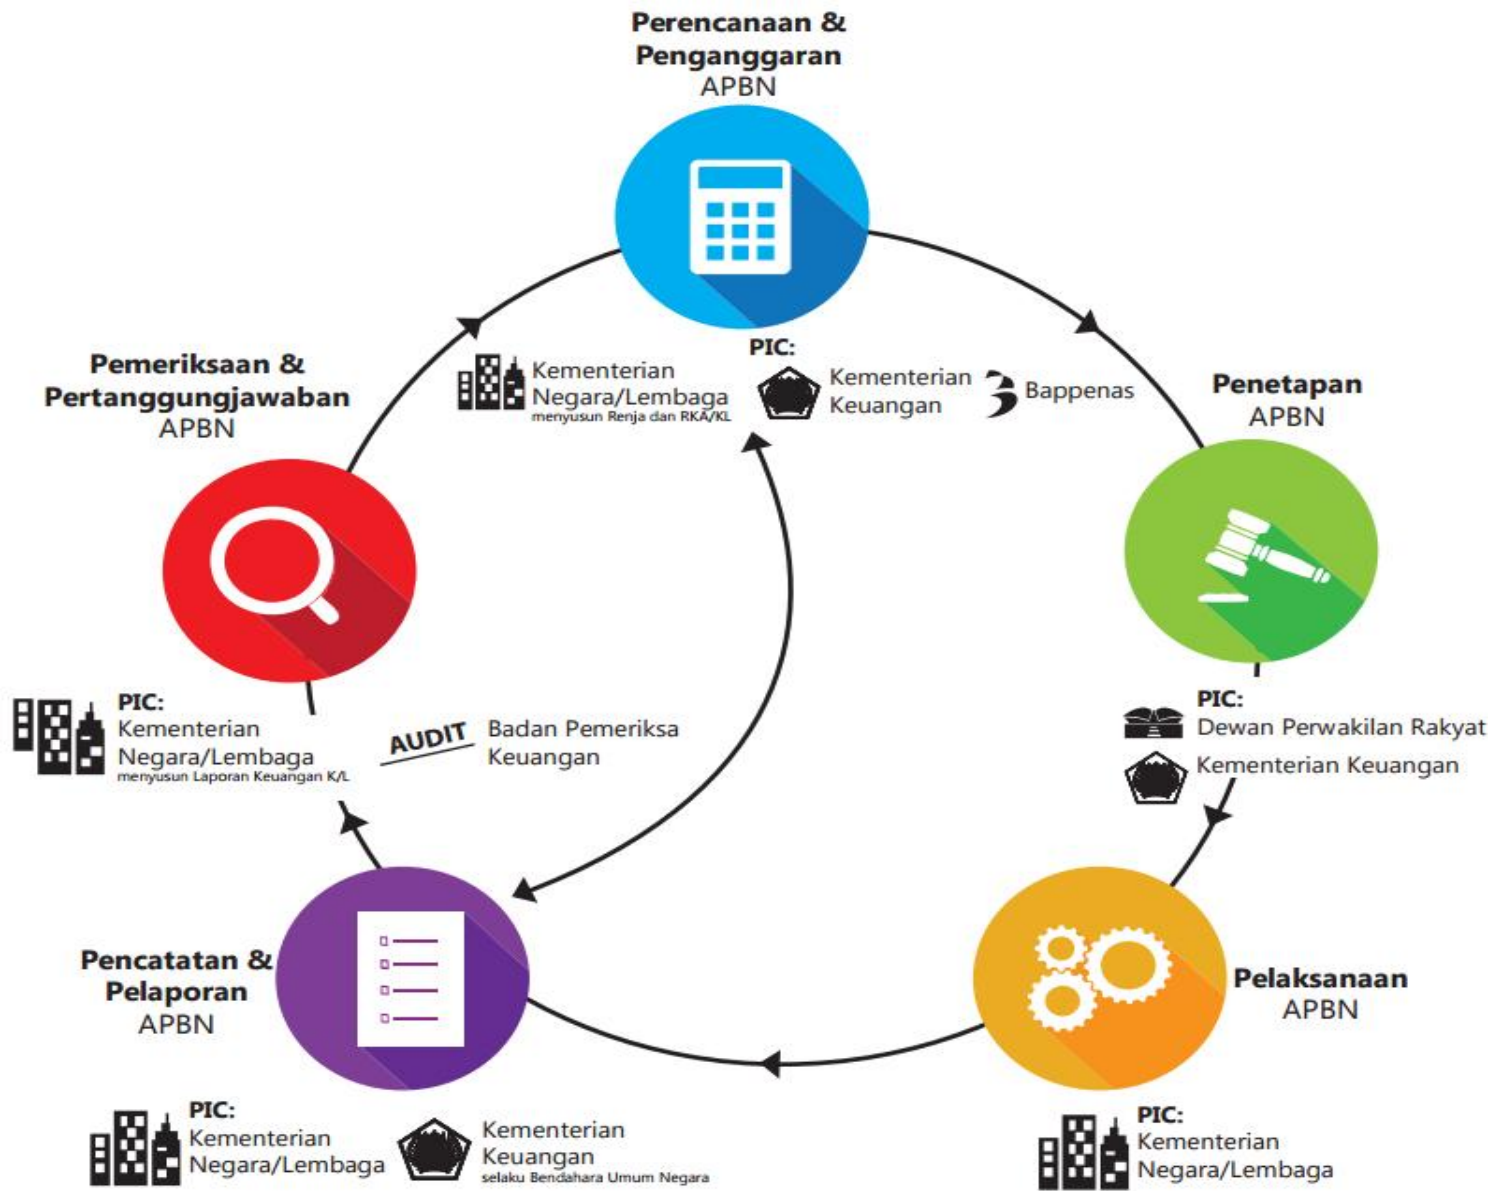 Perencanaan &
Penganggaran
APBN
PIC:
Kementerian
Negara/Lembaga
menyusun Renja dan RKA/KL
Kementerian
Keuangan
Bappenas
Penetapan
APBN
PIC:
Dewan Perwakilan Rakyat
Kementerian Keuangan
Pelaksanaan
APBN
PIC:
Kementerian
Negara/Lembaga
Pencatatan &
Pelaporan
APBN
PIC:
Kementerian
Negara/Lembaga
Kementerian
Keuangan
selaku Bendahara Umum Negara
Pemeriksaan &
Pertanggungjawaban
APBN
PIC:
Kementerian
Negara/Lembaga
menyusun Laporan Keuangan K/L
AUDIT
Badan Pemeriksa
Keuangan